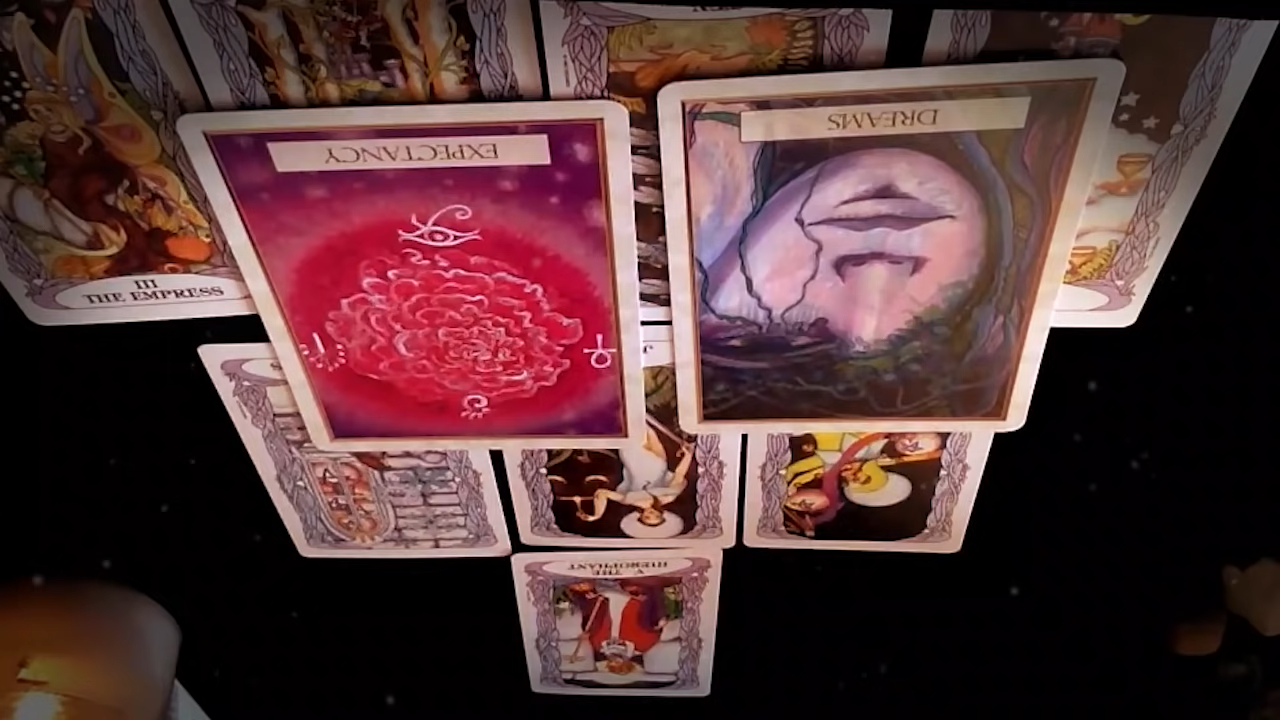 EXPECTANCY
DREAMS
III
THE EMPRESS
V THE
HIEROPHANT